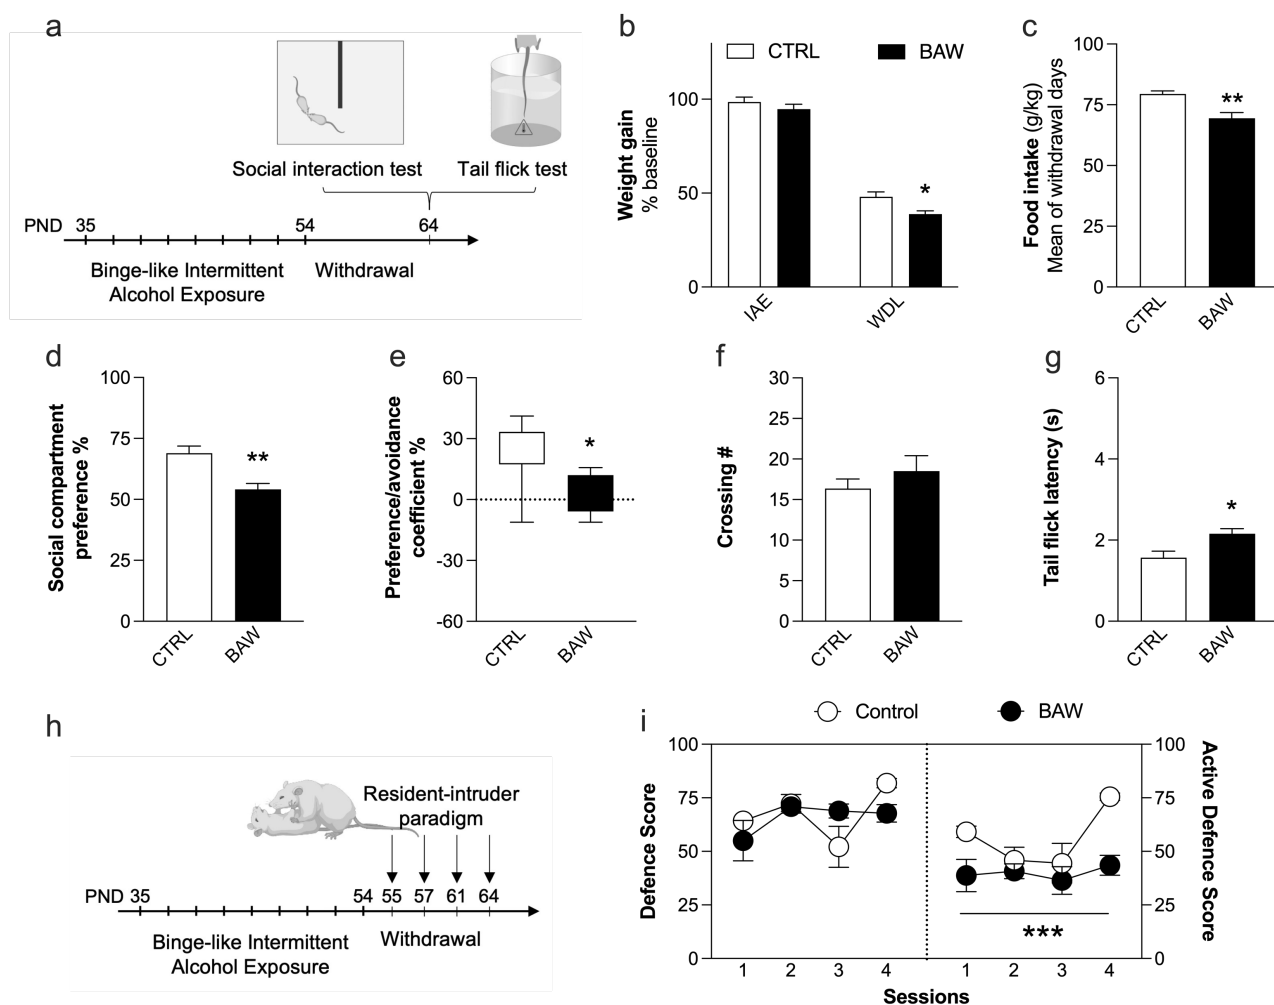 a
Social interaction test
Tail flick test
PND 35 54 64
Binge-like Intermittent
Alcohol Exposure
Withdrawal
b
CTRL BAW
Weight gain
% baseline
100
50
0
*
IAE WDL
c
Food intake (g/kg)
Mean of withdrawal days
100
75
50
25
0
**
CTRL BAW
d
Social compartment
preference %
100
75
50
25
0
**
CTRL BAW
e
Preference/avoidance
coefficient %
60
30
0
-30
-60
*
CTRL BAW
f
Crossing #
30
25
20
15
10
5
0
CTRL BAW
g
Tail flick latency (s)
6
4
2
0
*
CTRL BAW
h
Resident-intruder
paradigm
PND 35 54 55 57 61 64
Binge-like Intermittent
Alcohol Exposure
Withdrawal
i
Control BAW
Defence Score
100
75
50
25
0
Active Defence Score
100
75
50
25
0
***
1 2 3 4 1 2 3 4
Sessions